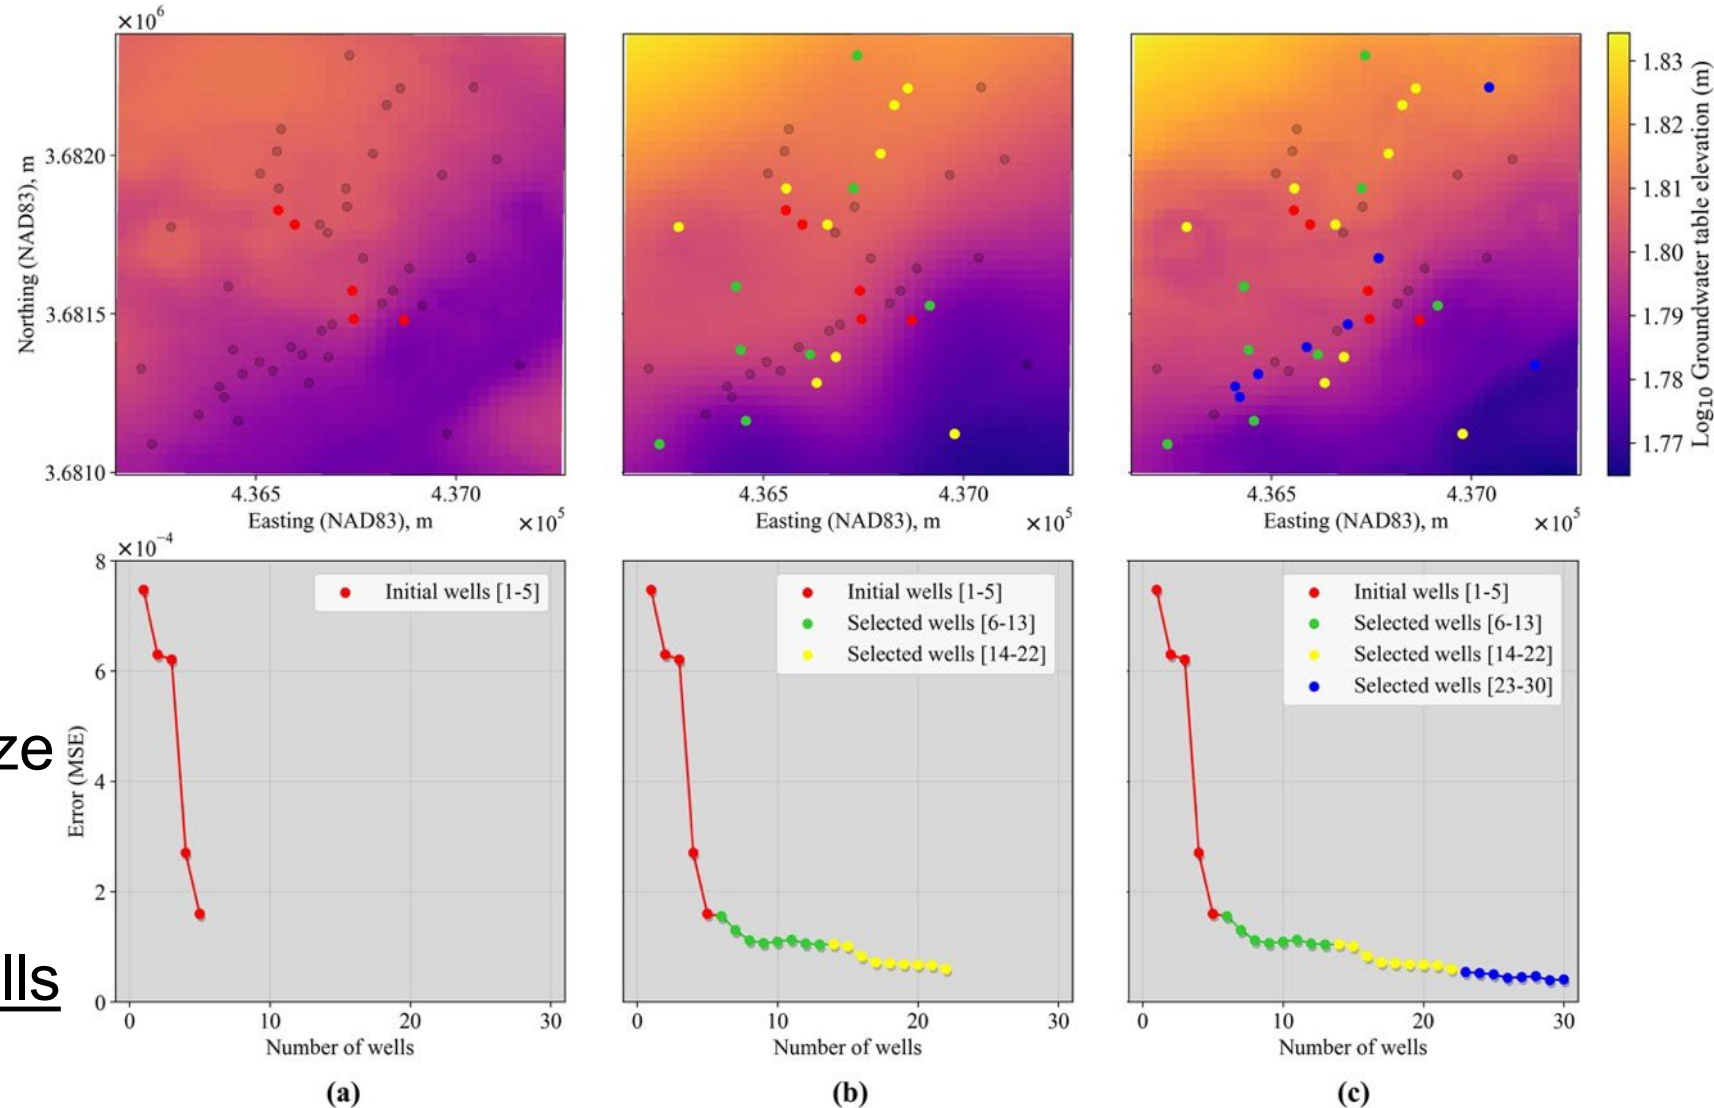 ×10⁶
3.6820
3.6815
3.6810
Northing (NAD83), m
4.365
4.370
Easting (NAD83), m
×10⁵
4.365
4.370
Easting (NAD83), m
×10⁵
4.365
4.370
Easting (NAD83), m
×10⁵
1.83
1.82
1.81
1.80
1.79
1.78
1.77
Log₁₀ Groundwater table elevation (m)
×10⁻⁴
8
6
4
2
0
Error (MSE)
ze
lls
Initial wells [1-5]
0
10
20
30
Number of wells
(a)
Initial wells [1-5]
Selected wells [6-13]
Selected wells [14-22]
0
10
20
30
Number of wells
(b)
Initial wells [1-5]
Selected wells [6-13]
Selected wells [14-22]
Selected wells [23-30]
0
10
20
30
Number of wells
(c)